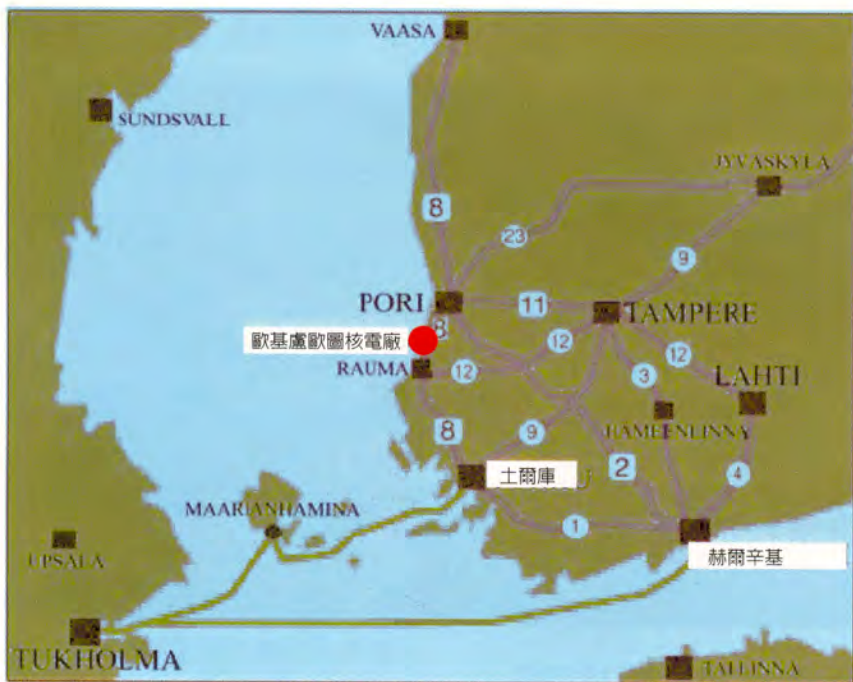 VAASA
SUNDSVALL
JYVASKYLA
8
23
9
PORI
11
TAMPERE
8
歐基盧歐圖核電廠
12
12
RAUMA
12
3
LAHTI
HAMEENLINNY
8
9
2
4
土爾庫
MAARIANHAMINA
1
UPSALA
赫爾辛基
TUKHOLMA
TALLINNA